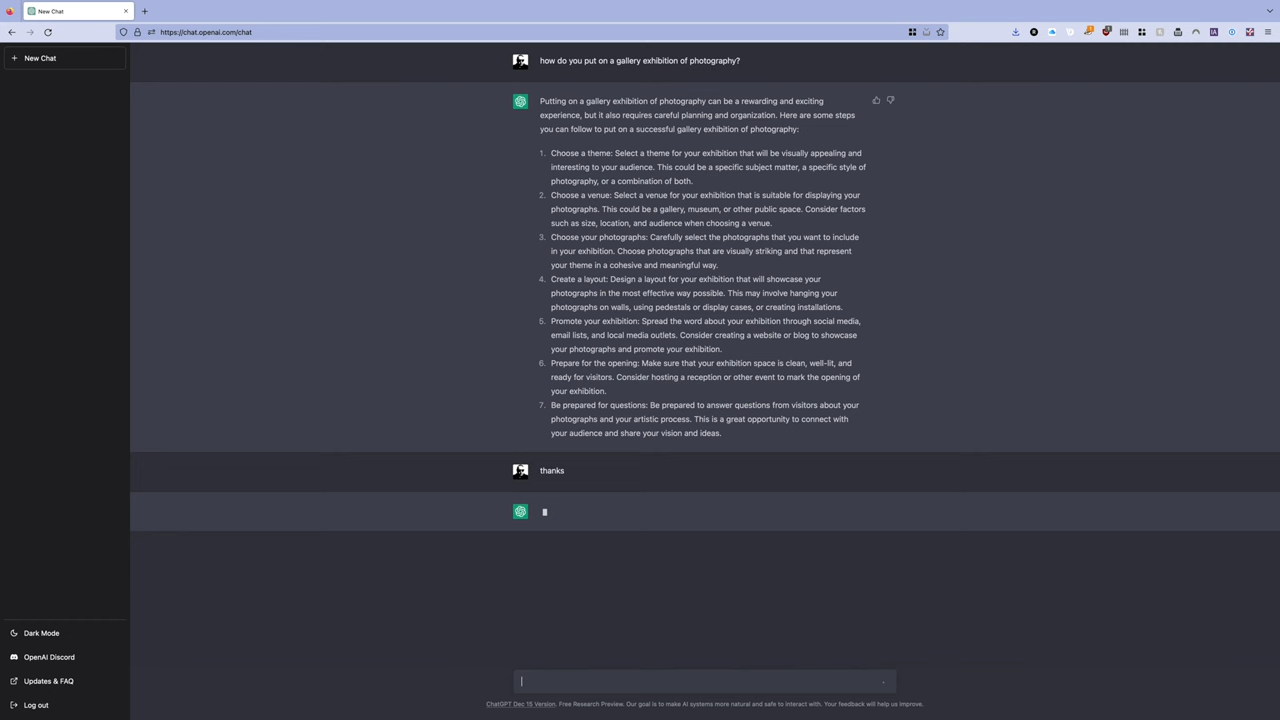 New Chat
https://chat.openai.com/chat
New Chat
how do you put on a gallery exhibition of photography?
Putting on a gallery exhibition of photography can be a rewarding and exciting
experience, but it also requires careful planning and organization. Here are some steps
you can follow to put on a successful gallery exhibition of photography:
1. Choose a theme: Select a theme for your exhibition that will be visually appealing and
interesting to your audience. This could be a specific subject matter, a specific style of
photography, or a combination of both.
2. Choose a venue: Select a venue for your exhibition that is suitable for displaying your
photographs. This could be a gallery, museum, or other public space. Consider factors
such as size, location, and audience when choosing a venue.
3. Choose your photographs: Carefully select the photographs that you want to include
in your exhibition. Choose photographs that are visually striking and that represent
your theme in a cohesive and meaningful way.
4. Create a layout: Design a layout for your exhibition that will showcase your
photographs in the most effective way possible. This may involve hanging your
photographs on walls, using pedestals or display cases, or creating installations.
5. Promote your exhibition: Spread the word about your exhibition through social media,
email lists, and local media outlets. Consider creating a website or blog to showcase
your photographs and promote your exhibition.
6. Prepare for the opening: Make sure that your exhibition space is clean, well-lit, and
ready for visitors. Consider hosting a reception or other event to mark the opening of
your exhibition.
7. Be prepared for questions: Be prepared to answer questions from visitors about your
photographs and your artistic process. This is a great opportunity to connect with
your audience and share your vision and ideas.
thanks
Dark Mode
OpenAI Discord
Updates & FAQ
Log out
ChatGPT Dec 15 Version. Free Research Preview. Our goal is to make AI systems more natural and safe to interact with. Your feedback will help us improve.